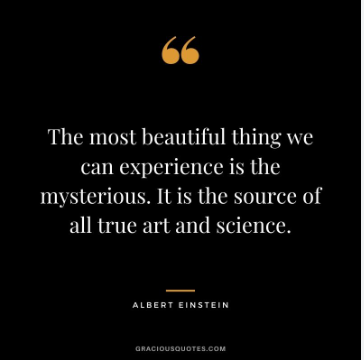 “
The most beautiful thing we
can experience is the
mysterious. It is the source of
all true art and science.
ALBERT EINSTEIN
GRACIOUSQUOTES.COM